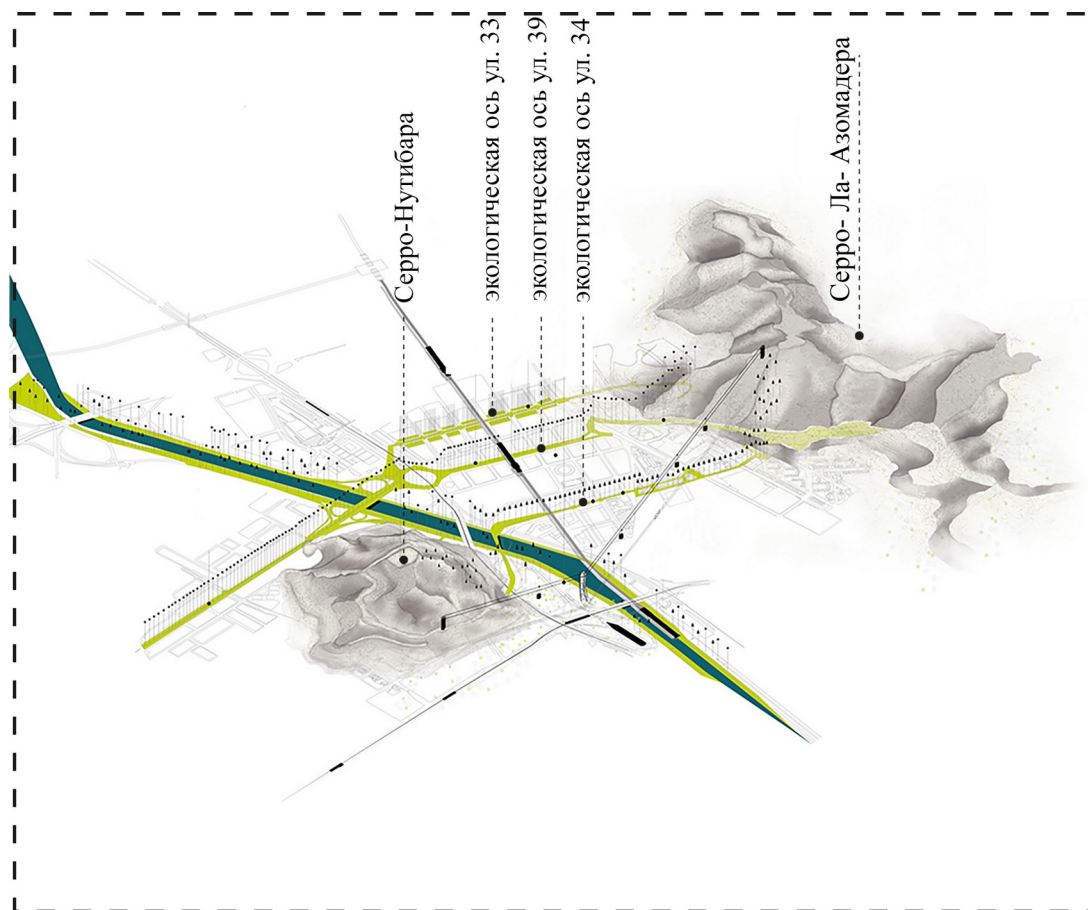 Серро-Нутибара
экологическая ось ул. 33
экологическая ось ул. 39
экологическая ось ул. 34
Серро- Ла- Азомадера